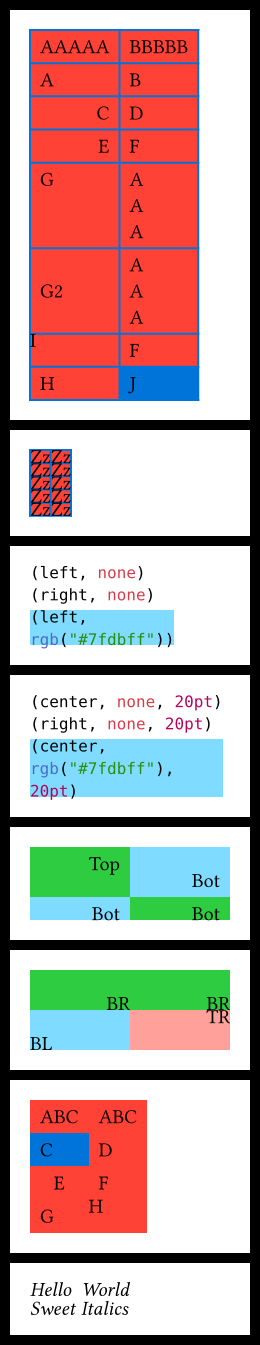 AAAAA BBBBB
A B
C D
E F
G A
A
A
A
G2 A
A
I F
H J
Zz Zz
Zz Zz
Zz Zz
Zz Zz
Zz Zz
(left, none)
(right, none)
(left,
rgb("#7fdbff"))
(center, none, 20pt)
(right, none, 20pt)
(center,
rgb("#7fdbff"),
20pt)
Top Bot
Bot Bot
BR BR
TR
BL
ABC ABC
C D
E F
G H
Hello World
Sweet Italics